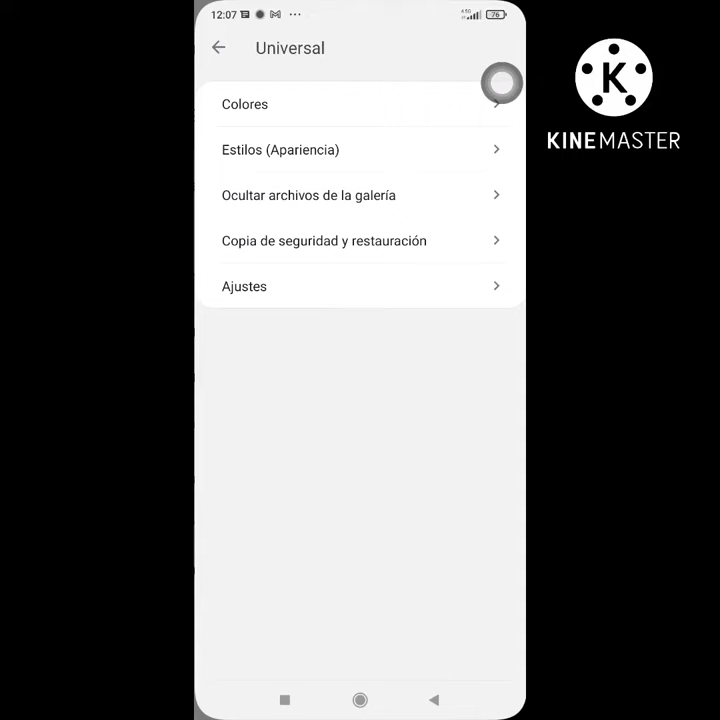 12:07
76
Universal
Colores
Estilos (Apariencia)
Ocultar archivos de la galería
Copia de seguridad y restauración
Ajustes
K
KINEMASTER